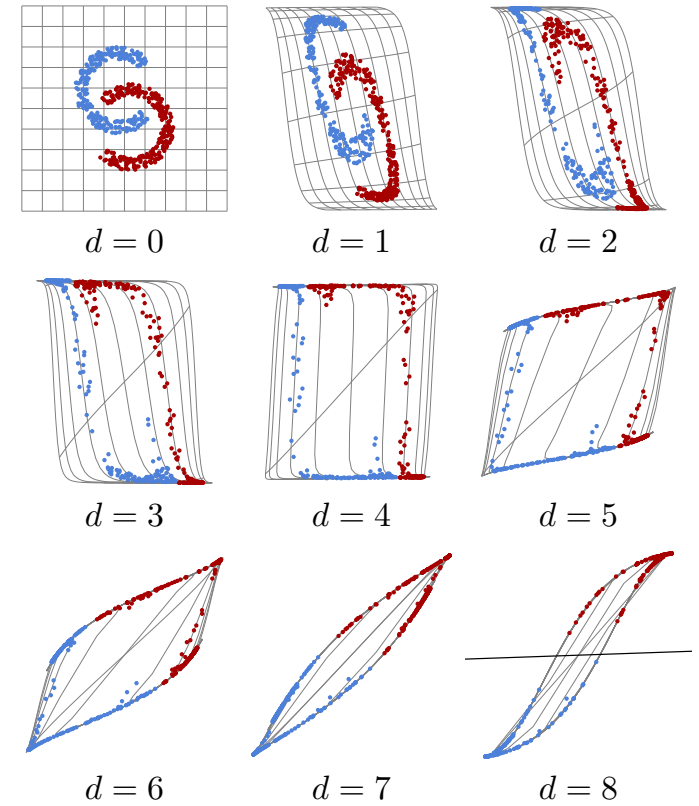 d = 0
d = 1
d = 2
d = 3
d = 4
d = 5
d = 6
d = 7
d = 8